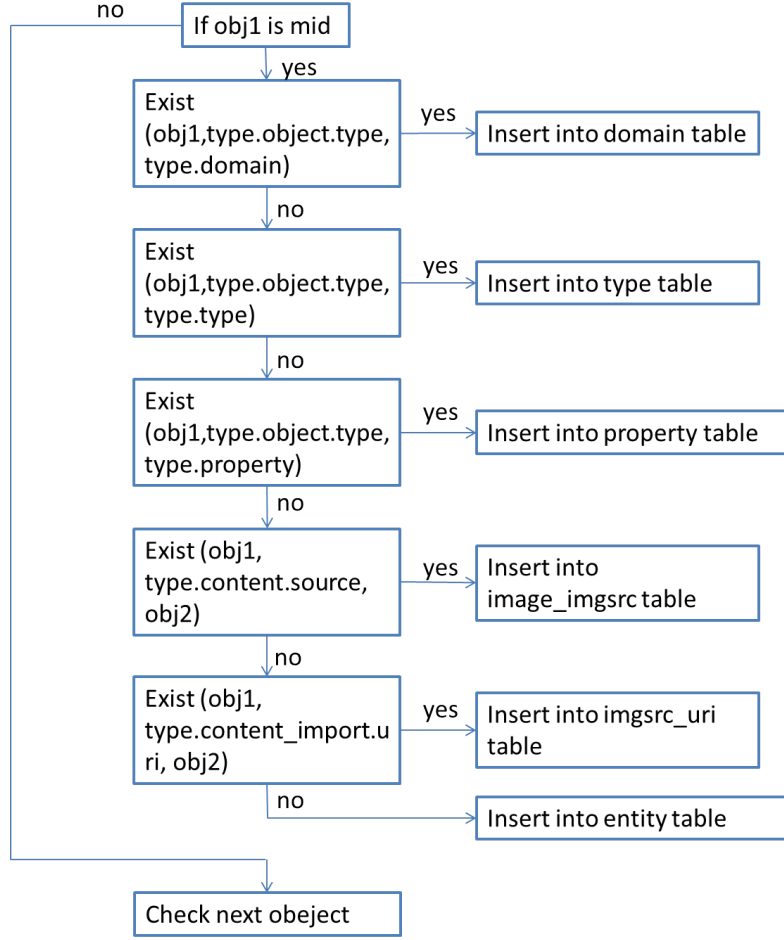 no
If obj1 is mid
yes
Exist
(obj1,type.object.type,
type.domain)
yes
Insert into domain table
no
Exist
(obj1,type.object.type,
type.type)
yes
Insert into type table
no
Exist
(obj1,type.object.type,
type.property)
yes
Insert into property table
no
Exist (obj1,
type.content.source,
obj2)
yes
Insert into
image_imgsrc table
no
Exist (obj1,
type.content_import.u
ri, obj2)
yes
Insert into imgsrc_uri
table
no
Insert into entity table
Check next obeject